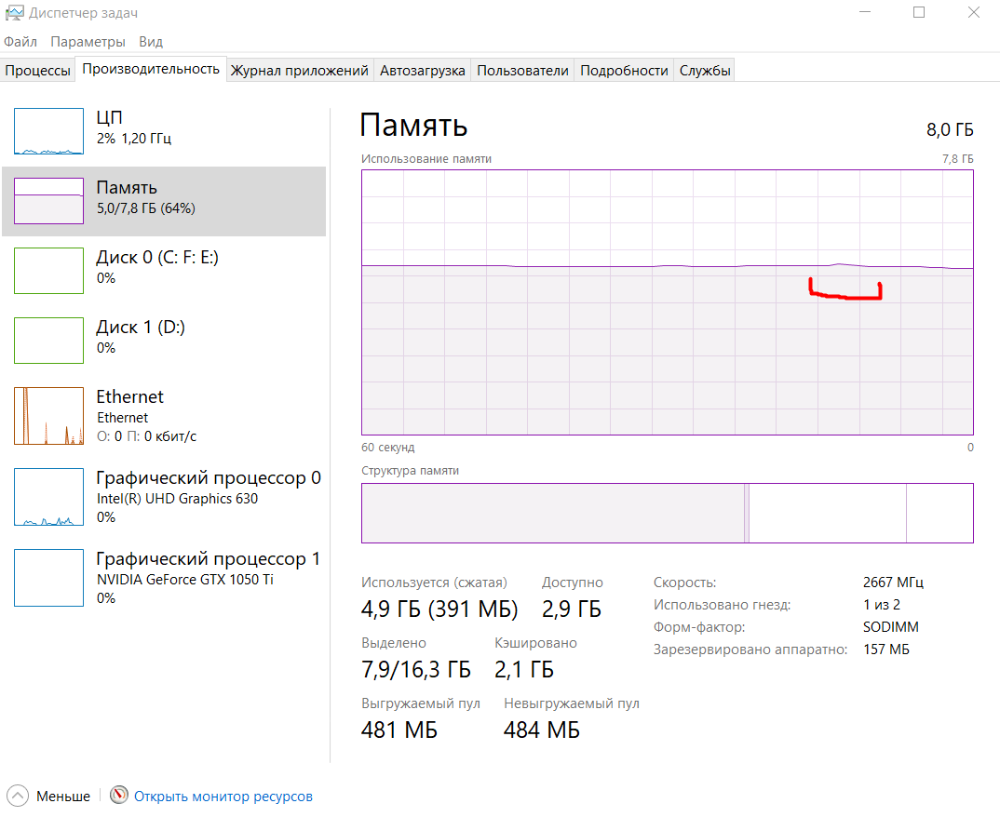 Диспетчер задач
Файл Параметры Вид
Процессы Производительность Журнал приложений Автозагрузка Пользователи Подробности Службы
ЦП
2% 1,20 ГГц
Память
5,0/7,8 ГБ (64%)
Диск 0 (C: F: E:)
0%
Диск 1 (D:)
0%
Ethernet
Ethernet
О: 0 П: 0 кбит/с
Графический процессор 0
Intel(R) UHD Graphics 630
0%
Графический процессор 1
NVIDIA GeForce GTX 1050 Ti
0%
Память 8,0 ГБ
Использование памяти 7,8 ГБ
60 секунд 0
Структура памяти
Используется (сжатая) Доступно
4,9 ГБ (391 МБ) 2,9 ГБ
Выделено Кэшировано
7,9/16,3 ГБ 2,1 ГБ
Выгружаемый пул Невыгружаемый пул
481 МБ 484 МБ
Скорость: 2667 МГц
Использовано гнезд: 1 из 2
Форм-фактор: SODIMM
Зарезервировано аппаратно: 157 МБ
Меньше Открыть монитор ресурсов